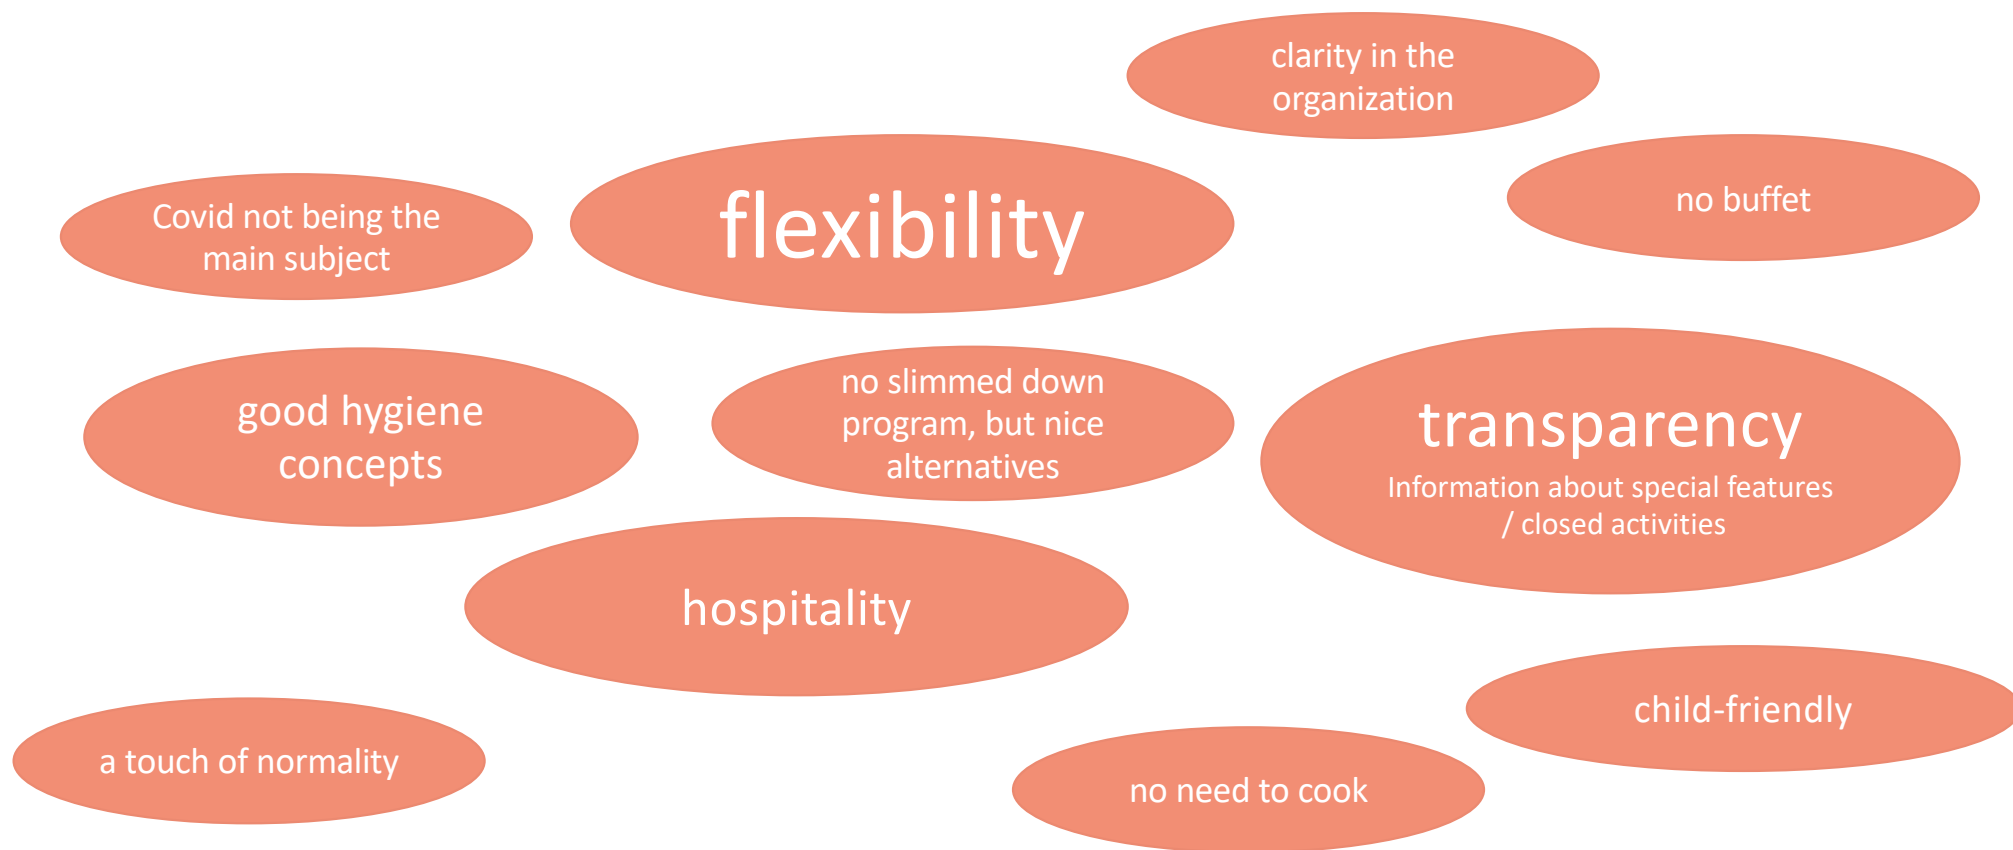 clarity in the
organization
flexibility
no buffet
Covid not being the
main subject
good hygiene
concepts
no slimmed down
program, but nice
alternatives
transparency
Information about special features
/ closed activities
hospitality
child-friendly
a touch of normality
no need to cook